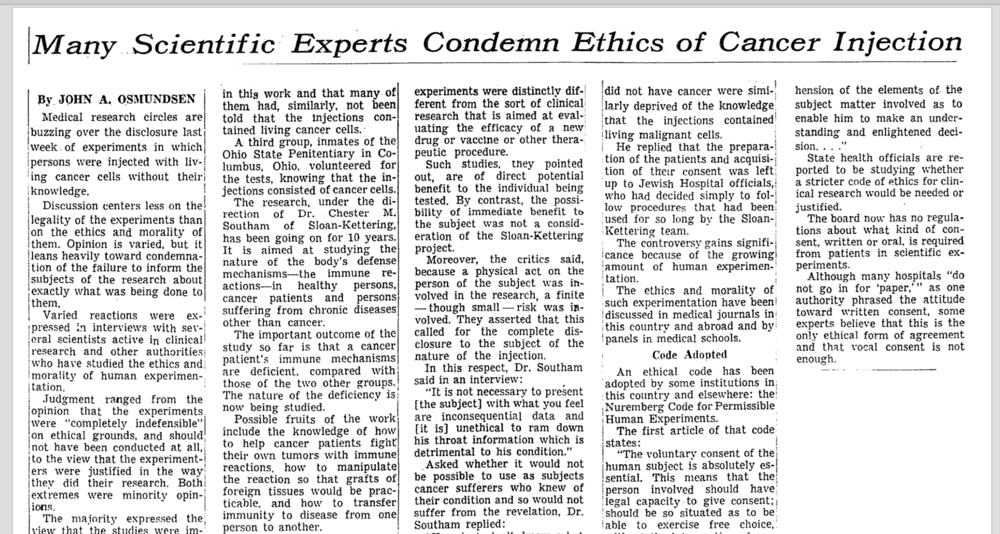 Many Scientific Experts Condemn Ethics of Cancer Injection
By JOHN A. OSMUNDSEN
Medical research circles are
buzzing over the disclosure last
week of experiments in which
persons were injected with liv-
ing cancer cells without their
knowledge.
Discussion centers less on the
legality of the experiments than
on the ethics and morality of
them. Opinion is varied, but it
leans heavily toward condemna-
tion of the failure to inform the
subjects of the research about
exactly what was being done to
them.
Varied reactions were ex-
pressed in interviews with sev-
eral scientists active in clinical
research and other authorities
who have studied the ethics and
morality of human experimen-
tation.
Judgment ranged from the
opinion that the experiments
were "completely indefensible"
on ethical grounds, and should
not have been conducted at all,
to the view that the experiment-
ers were justified in the way
they did their research. Both
extremes were minority opin-
ions.
The majority expressed the
view that the studies were im-
in this work and that many of
them had, similarly, not been
told that the injections con-
tained living cancer cells.
A third group, inmates of the
Ohio State Penitentiary in Co-
lumbus, Ohio, volunteered for
the tests, knowing that the in-
jections consisted of cancer cells.
The research, under the di-
rection of Dr. Chester M.
Southam of Sloan-Kettering,
has been going on for 10 years.
It is aimed at studying the
nature of the body's defense
mechanisms—the immune re-
actions—in healthy persons,
cancer patients and persons
suffering from chronic diseases
other than cancer.
The important outcome of the
study so far is that a cancer
patient's immune mechanisms
are deficient, compared with
those of the two other groups.
The nature of the deficiency is
now being studied.
Possible fruits of the work
include the knowledge of how
to help cancer patients fight
their own tumors with immune
reactions, how to manipulate
the reaction so that grafts of
foreign tissues would be prac-
ticable, and how to transfer
immunity to disease from one
person to another.
experiments were distinctly dif-
ferent from the sort of clinical
research that is aimed at eval-
uating the efficacy of a new
drug or vaccine or other thera-
peutic procedure.
Such studies, they pointed
out, are of direct potential
benefit to the individual being
tested. By contrast, the possi-
bility of immediate benefit to
the subject was not a consid-
eration of the Sloan-Kettering
project.
Moreover, the critics said,
because a physical act on the
person of the subject was in-
volved in the research, a finite
—though small—risk was in-
volved. They asserted that this
called for the complete dis-
closure to the subject of the
nature of the injection.
In this respect, Dr. Southam
said in an interview:
"It is not necessary to present
[the subject] with what you feel
are inconsequential data and
[it is] unethical to ram down
his throat information which is
detrimental to his condition."
Asked whether it would not
be possible to use as subjects
cancer sufferers who knew of
their condition and so would not
suffer from the revelation, Dr.
Southam replied:
did not have cancer were simi-
larly deprived of the knowledge
that the injections contained
living malignant cells.
He replied that the prepara-
tion of the patients and acquisi-
tion of their consent was left
up to Jewish Hospital officials,
who had decided simply to fol-
low procedures that had been
used for so long by the Sloan-
Kettering team.
The controversy gains signifi-
cance because of the growing
amount of human experimen-
tation.
The ethics and morality of
such experimentation have been
discussed in medical journals in
this country and abroad and by
panels in medical schools.
Code Adopted
An ethical code has been
adopted by some institutions in
this country and elsewhere: the
Nuremberg Code for Permissible
Human Experiments.
The first article of that code
states:
"The voluntary consent of the
human subject is absolutely es-
sential. This means that the
person involved should have
legal capacity to give consent;
should be so situated as to be
able to exercise free choice,
hension of the elements of the
subject matter involved as to
enable him to make an under-
standing and enlightened deci-
sion. . . ."
State health officials are re-
ported to be studying whether
a stricter code of ethics for clin-
ical research would be needed or
justified.
The board now has no regula-
tions about what kind of con-
sent, written or oral, is required
from patients in scientific ex-
periments.
Although many hospitals "do
not go in for 'paper,'" as one
authority phrased the attitude
toward written consent, some
experts believe that this is the
only ethical form of agreement
and that vocal consent is not
enough.